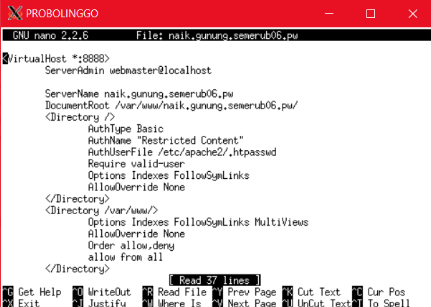 PROBOLINGGO
GNU nano 2.2.6 File: naik.gunung.semerub06.pw
<VirtualHost *:8888>
ServerAdmin webmaster@localhost
ServerName naik.gunung.semerub06.pw
DocumentRoot /var/www/naik.gunung.semerub06.pw/
<Directory />
AuthType Basic
AuthName "Restricted Content"
AuthUserFile /etc/apache2/.htpasswd
Require valid-user
Options Indexes FollowSymLinks
AllowOverride None
</Directory>
<Directory /var/www/>
Options Indexes FollowSymLinks MultiViews
AllowOverride None
Order allow,deny
allow from all
</Directory>
[ Read 37 lines ]
^G Get Help ^O WriteOut ^R Read File ^Y Prev Page ^K Cut Text ^C Cur Pos
^X Exit ^J Justify ^W Where Is ^V Next Page ^U UnCut Text ^T To Spell